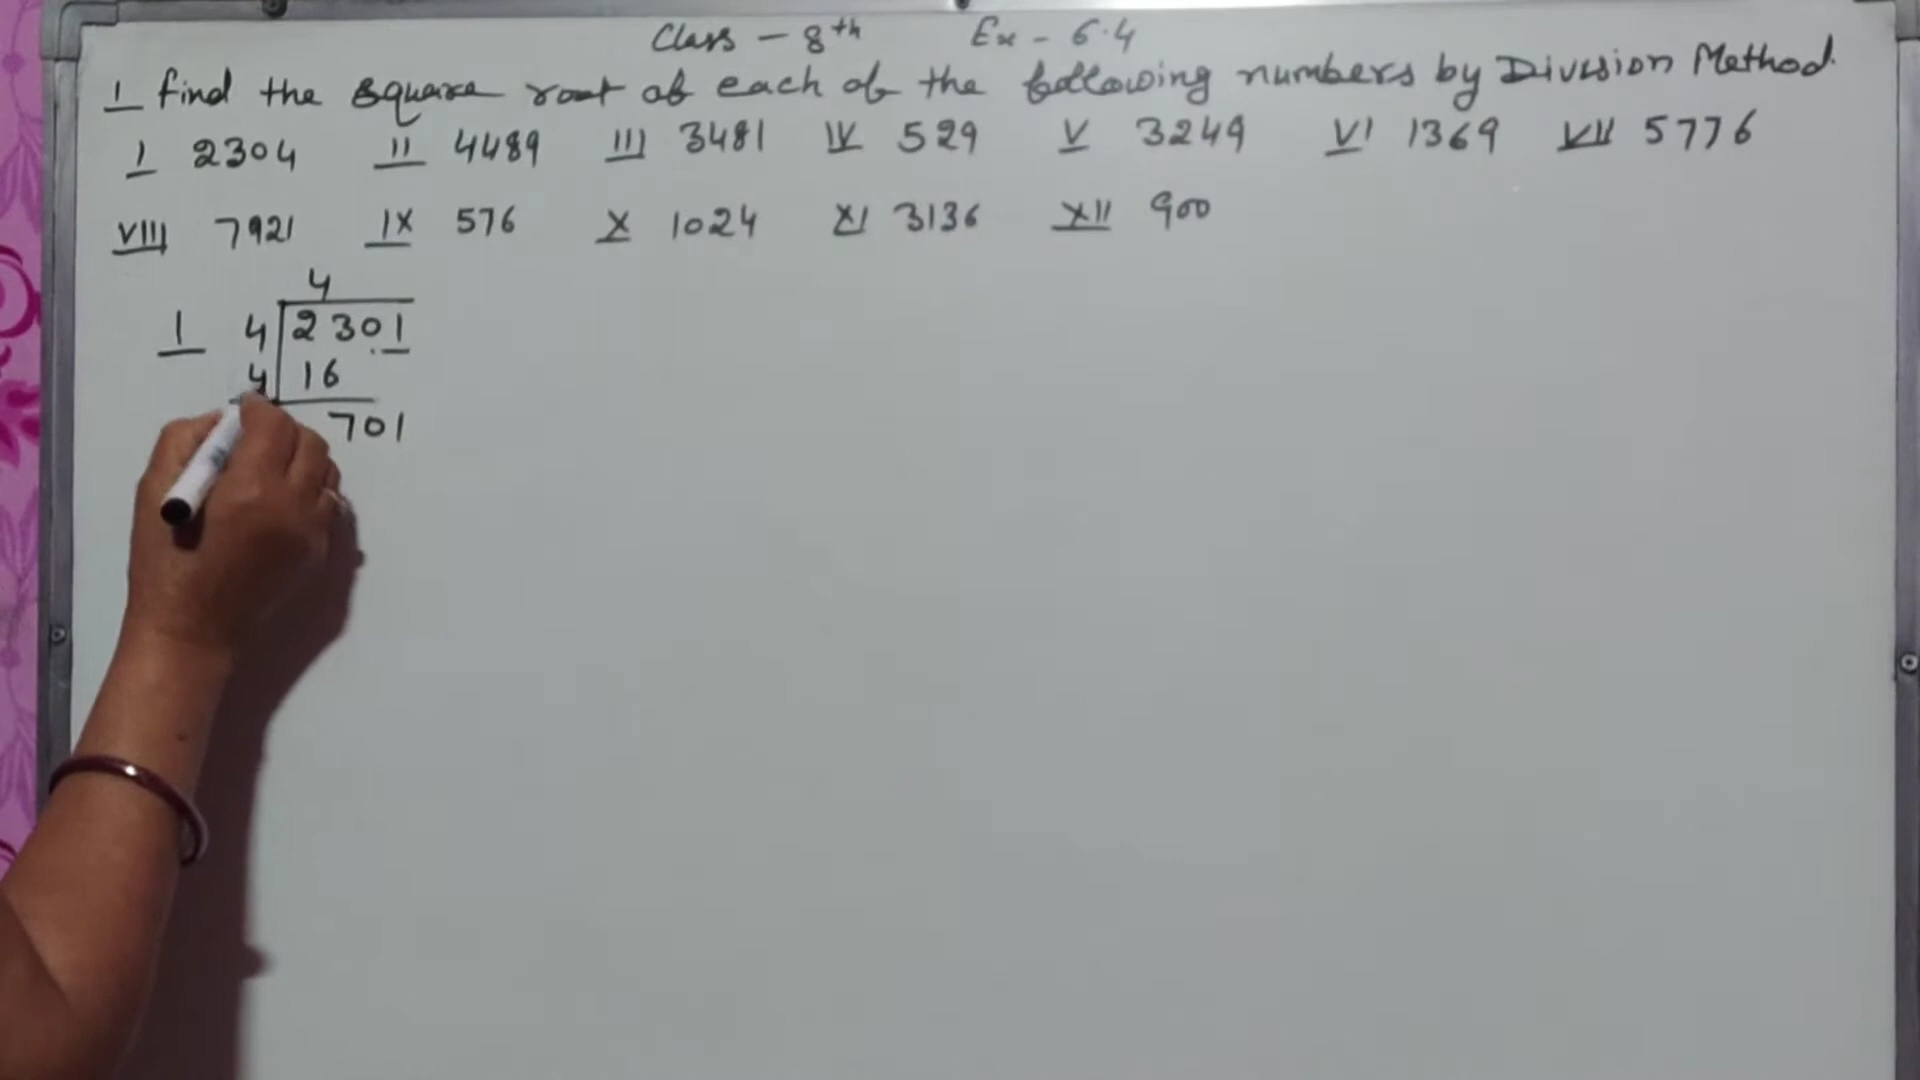 Class - 8th Ex - 6.4
1 find the square root of each of the following numbers by Division Method.
I 2304 II 4489 III 3481 IV 529 V 3249 VI 1369 VII 5776
VIII 7921 IX 576 X 1024 XI 3136 XII 900
4
1 4 2301
4 16
701